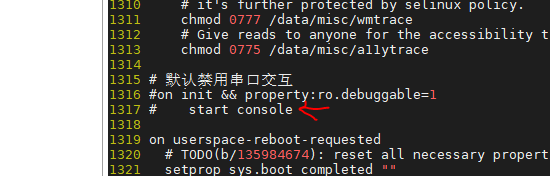 1310 # it's further protected by selinux policy.
1311 chmod 0777 /data/misc/wmtrace
1312 # Give reads to anyone for the accessibility t
1313 chmod 0775 /data/misc/a11ytrace
1314
1315 # 默认禁用串口交互
1316 #on init && property:ro.debuggable=1
1317 #    start console
1318
1319 on userspace-reboot-requested
1320 # TODO(b/135984674): reset all necessary propert
1321 setprop sys.boot_completed ""